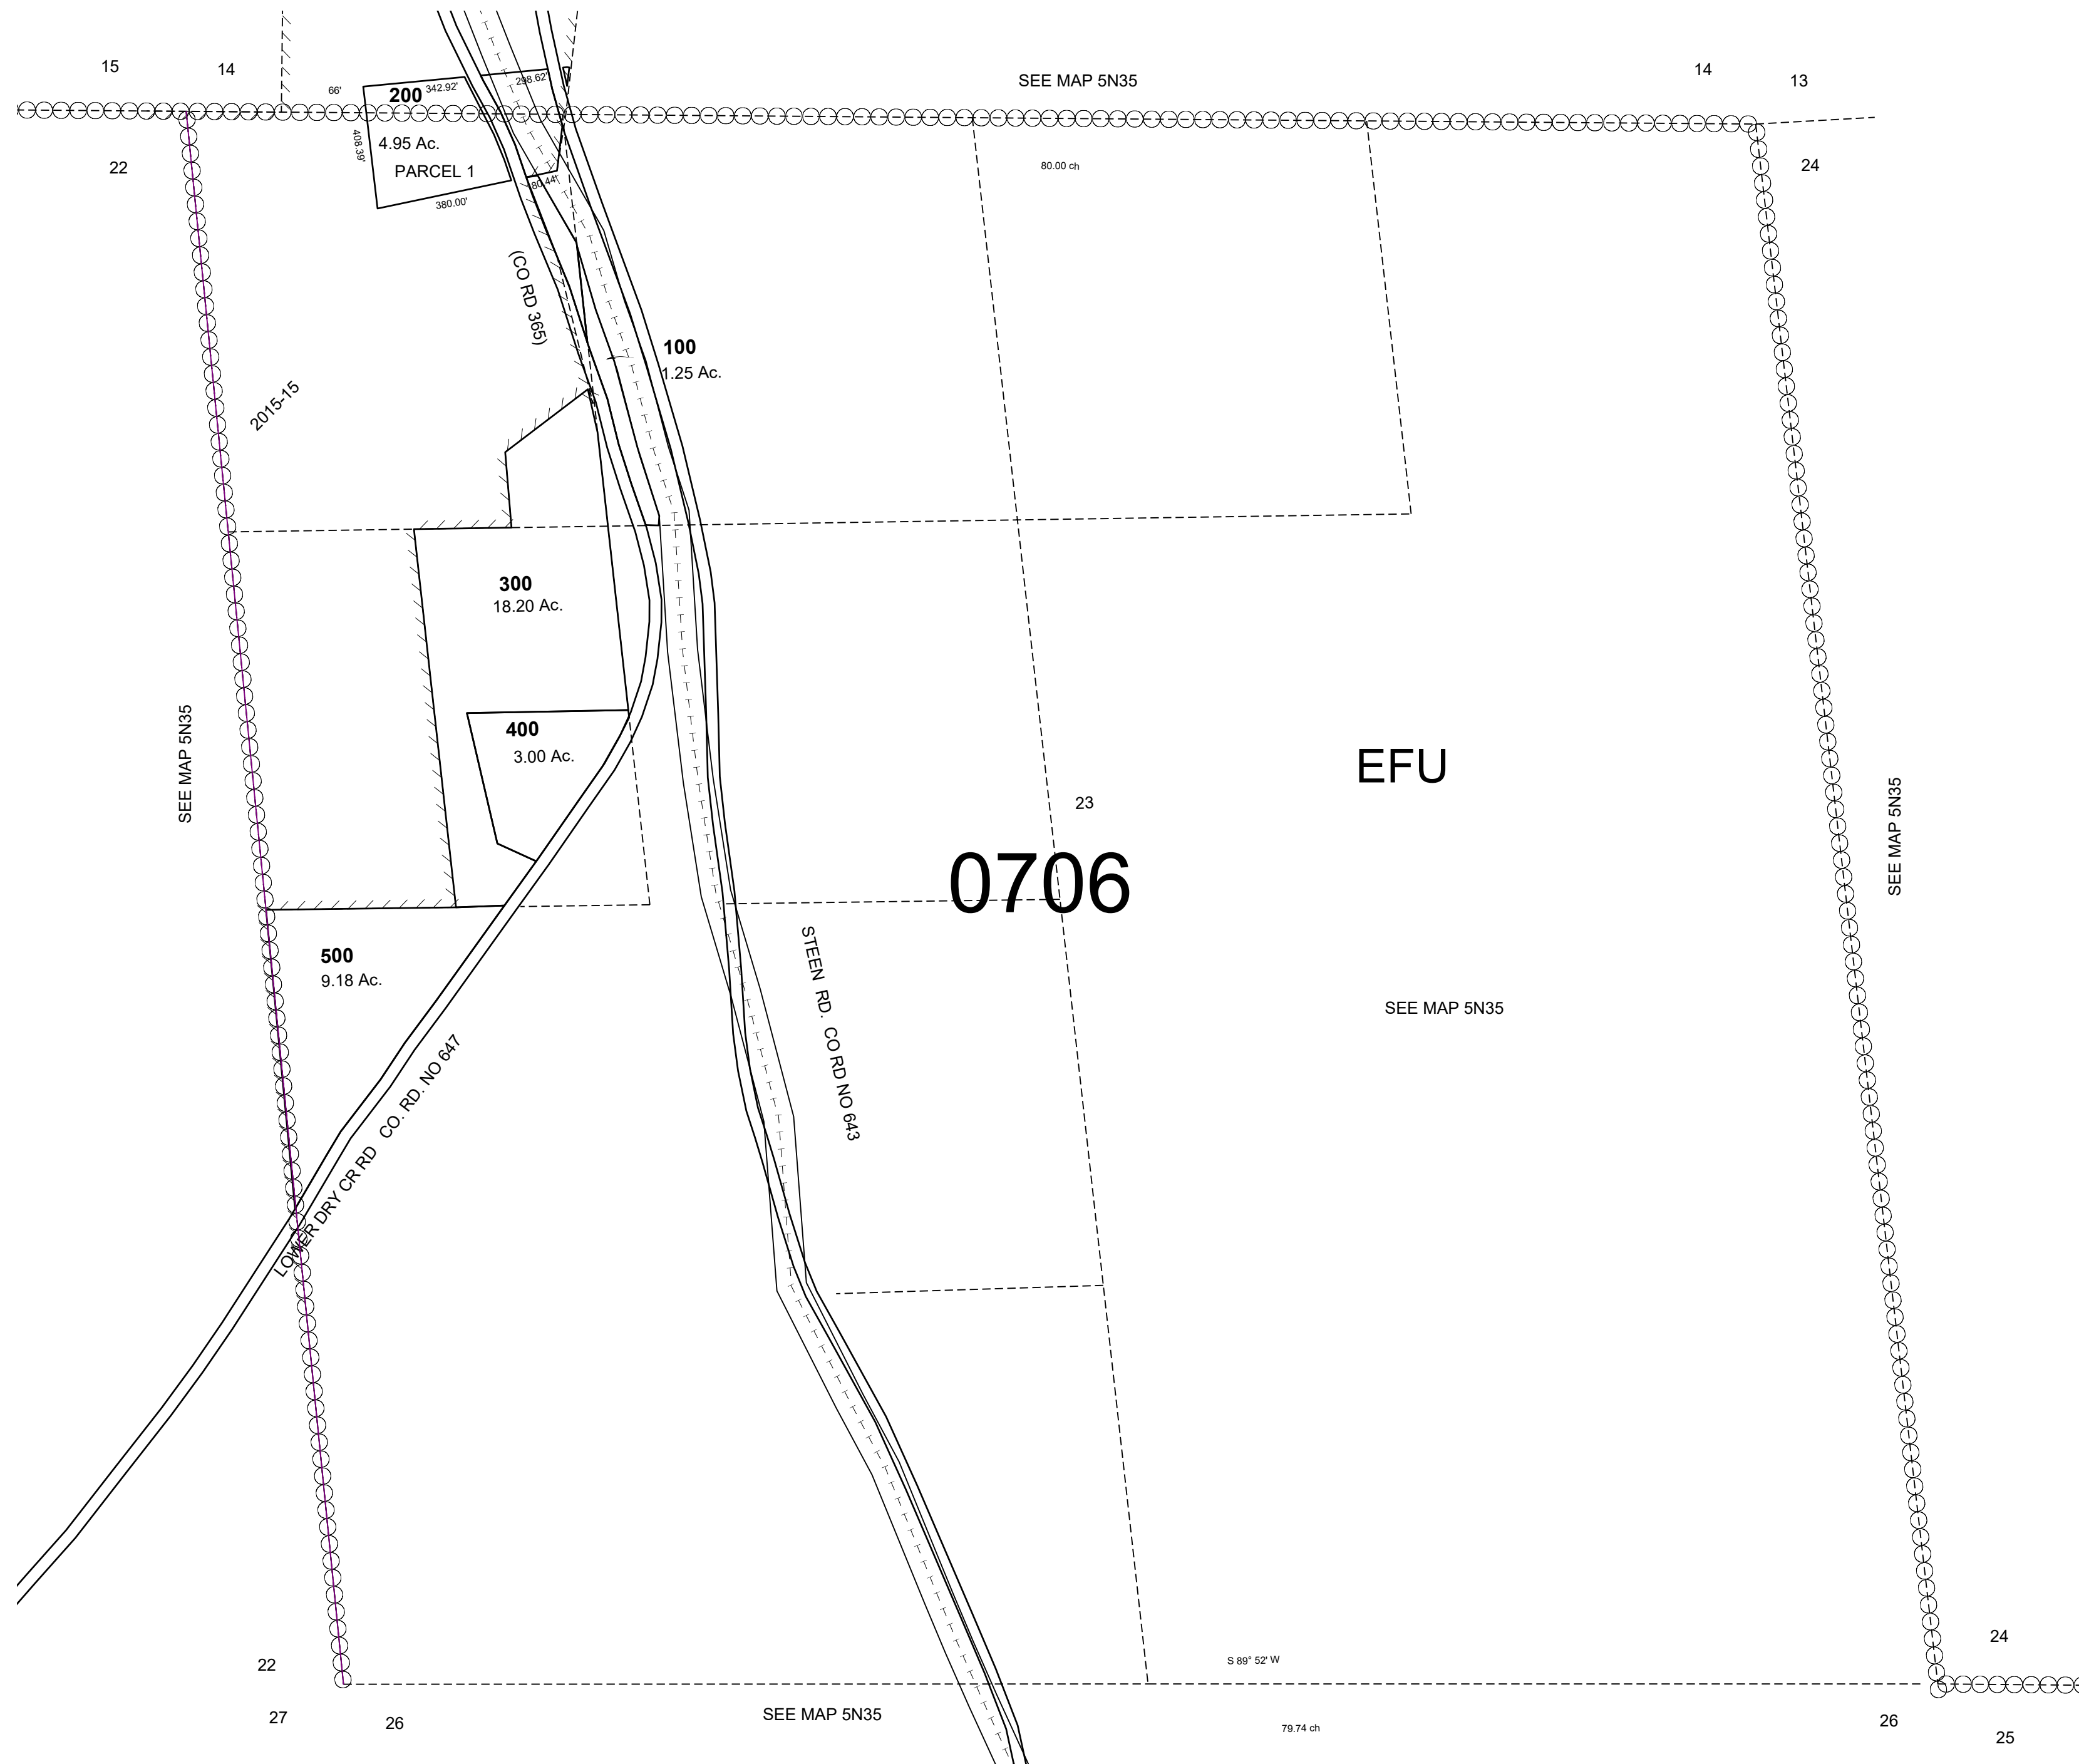 15
14
66'
200
342.92'
298.62'
SEE MAP 5N35
14
13
408.39'
4.95 Ac.
PARCEL 1
22
80.44'
380.00'
80.00 ch
24
(CO RD 365)
100
1.25 Ac.
2015-15
300
18.20 Ac.
SEE MAP 5N35
400
3.00 Ac.
EFU
23
SEE MAP 5N35
0706
500
9.18 Ac.
STEEN RD. CO RD NO 643
SEE MAP 5N35
LOWER DRY CR RD CO. RD. NO 647
22
S 89° 52' W
24
27
26
SEE MAP 5N35
79.74 ch
26
25